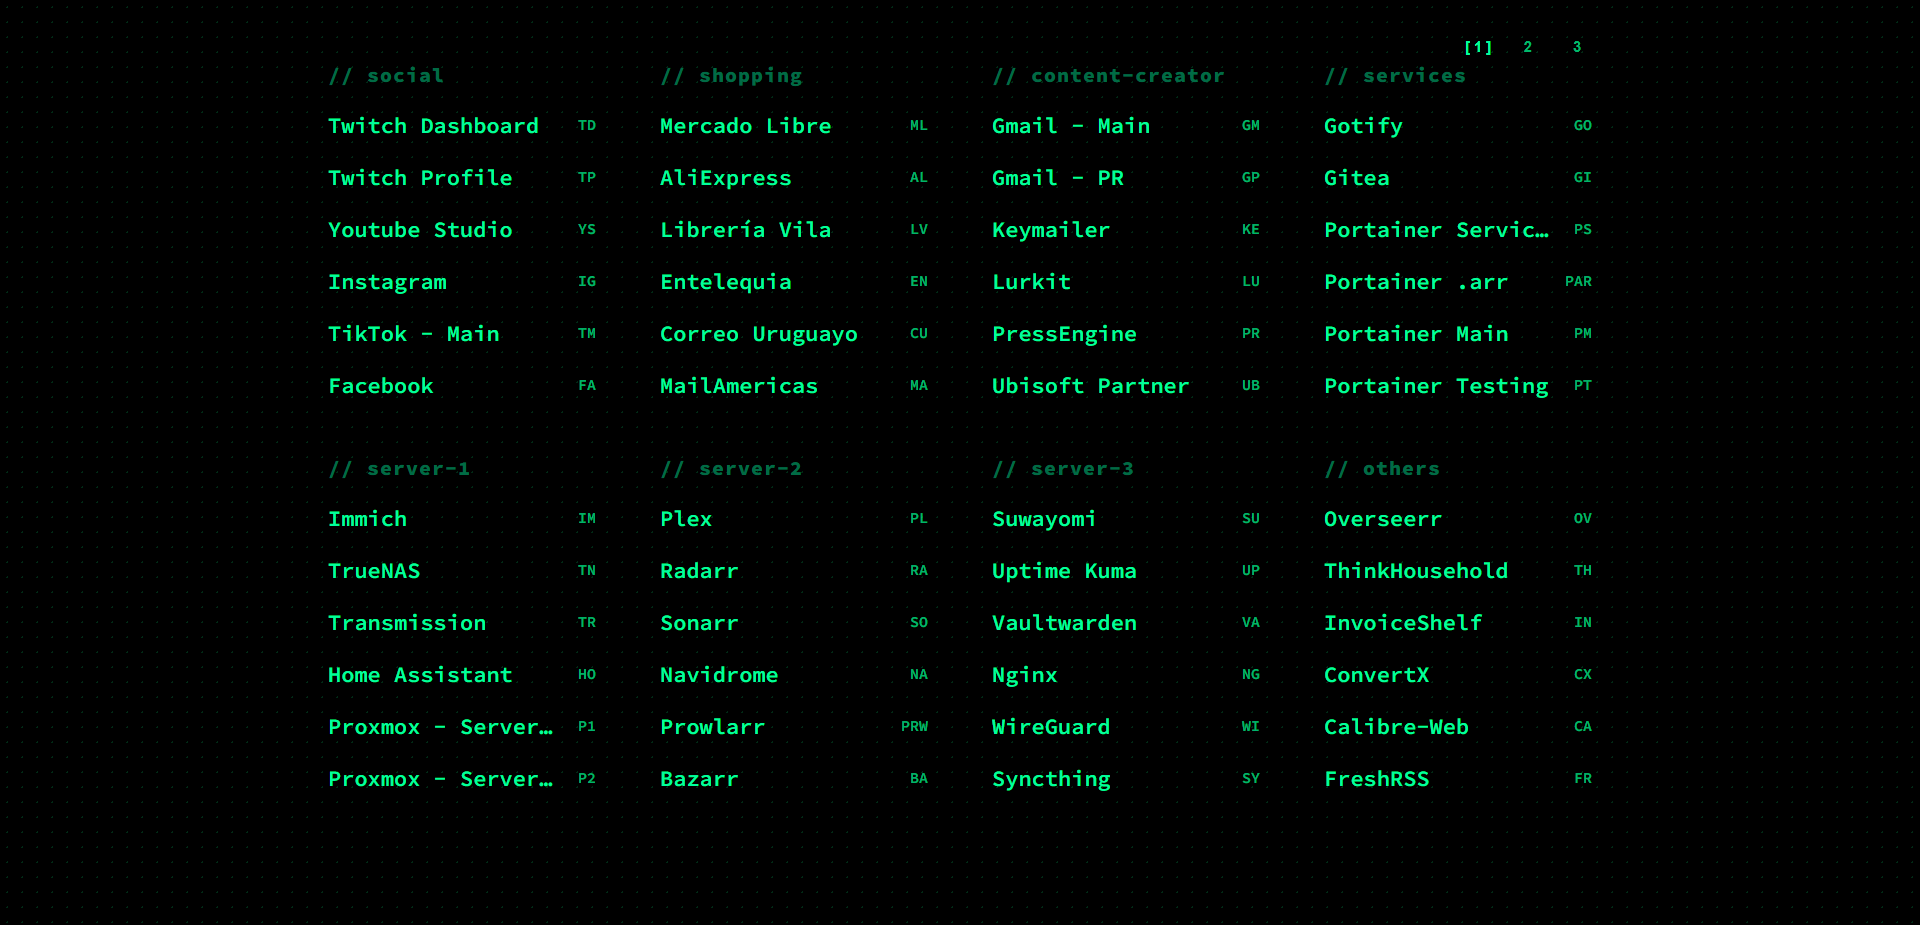 [1] 2 3
// social
Twitch Dashboard TD
Twitch Profile TP
Youtube Studio YS
Instagram IG
TikTok - Main TM
Facebook FA
// shopping
Mercado Libre ML
AliExpress AL
Librería Vila LV
Entelequia EN
Correo Uruguayo CU
MailAmericas MA
// content-creator
Gmail - Main GM
Gmail - PR GP
Keymailer KE
Lurkit LU
PressEngine PR
Ubisoft Partner UB
// services
Gotify GO
Gitea GI
Portainer Servic… PS
Portainer .arr PAR
Portainer Main PM
Portainer Testing PT
// server-1
Immich IM
TrueNAS TN
Transmission TR
Home Assistant HO
Proxmox - Server… P1
Proxmox - Server… P2
// server-2
Plex PL
Radarr RA
Sonarr SO
Navidrome NA
Prowlarr PRW
Bazarr BA
// server-3
Suwayomi SU
Uptime Kuma UP
Vaultwarden VA
Nginx NG
WireGuard WI
Syncthing SY
// others
Overseerr OV
ThinkHousehold TH
InvoiceShelf IN
ConvertX CX
Calibre-Web CA
FreshRSS FR